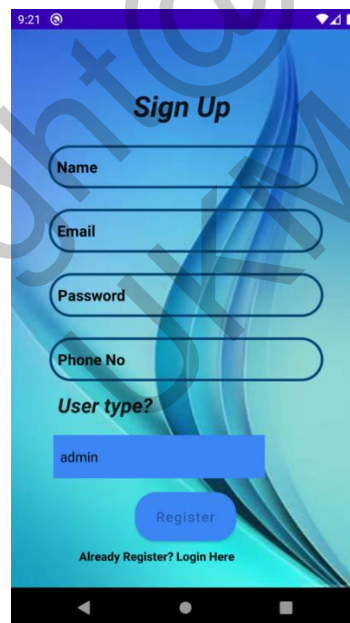 9:21
Sign Up
Name
Email
Password
Phone No
User type?
admin
Register
Already Register? Login Here